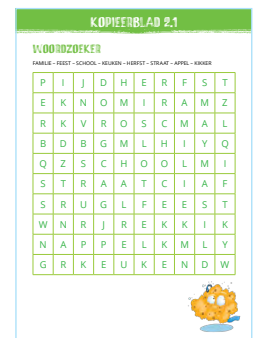 KOPIEERBLAD 2.1
WOORDZOEKER
FAMILIE – FEEST – SCHOOL – KEUKEN – HERFST – STRAAT – APPEL – KIKKER
P I J D H E R F S T
E K N O M I R A M Z
R K V R O S C M A L
B D B G M L H I Y Q
Q Z S C H O O L M I
S T R A A T C I A F
S R U G L F E E S T
W N R J R E K K I K
N A P P E L K M L Y
G R K E U K E N D W